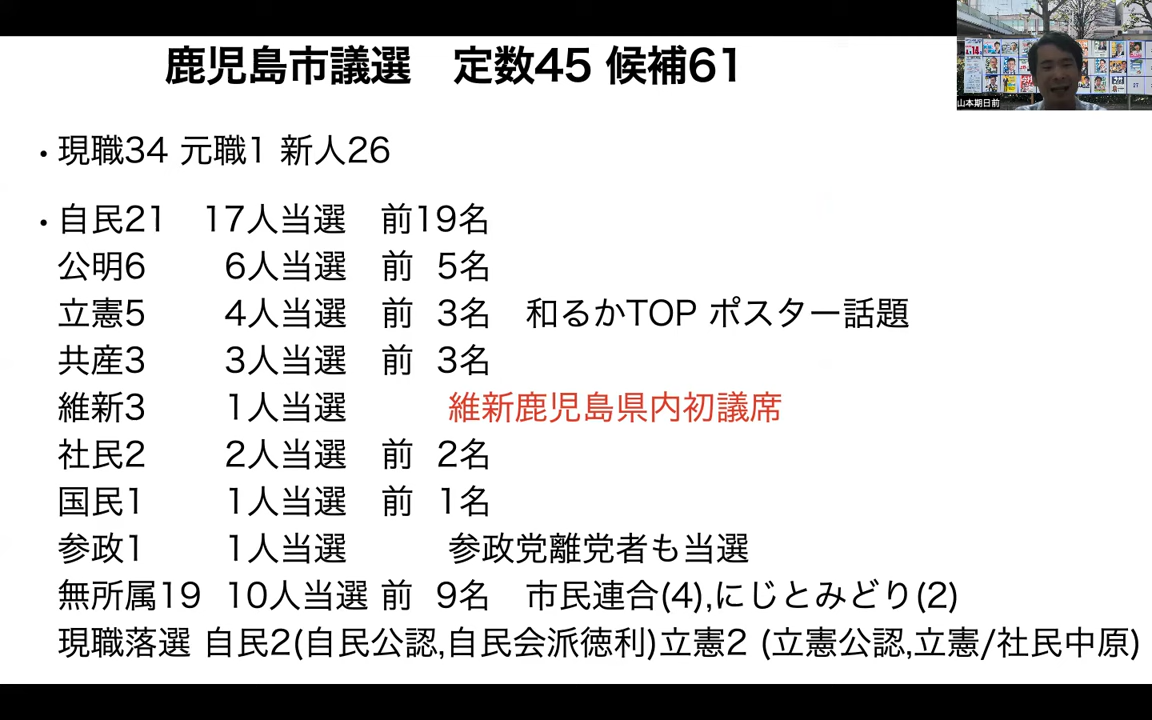 鹿児島市議選　定数45 候補61
山本期日前
・現職34 元職1 新人26
・自民21　17人当選　前19名
公明6　6人当選　前 5名
立憲5　4人当選　前 3名　和るかTOP ポスター話題
共産3　3人当選　前 3名
維新3　1人当選　維新鹿児島県内初議席
社民2　2人当選　前 2名
国民1　1人当選　前 1名
参政1　1人当選　参政党離党者も当選
無所属19　10人当選 前 9名　市民連合(4),にじとみどり(2)
現職落選 自民2(自民公認,自民会派徳利)立憲2 (立憲公認,立憲/社民中原)